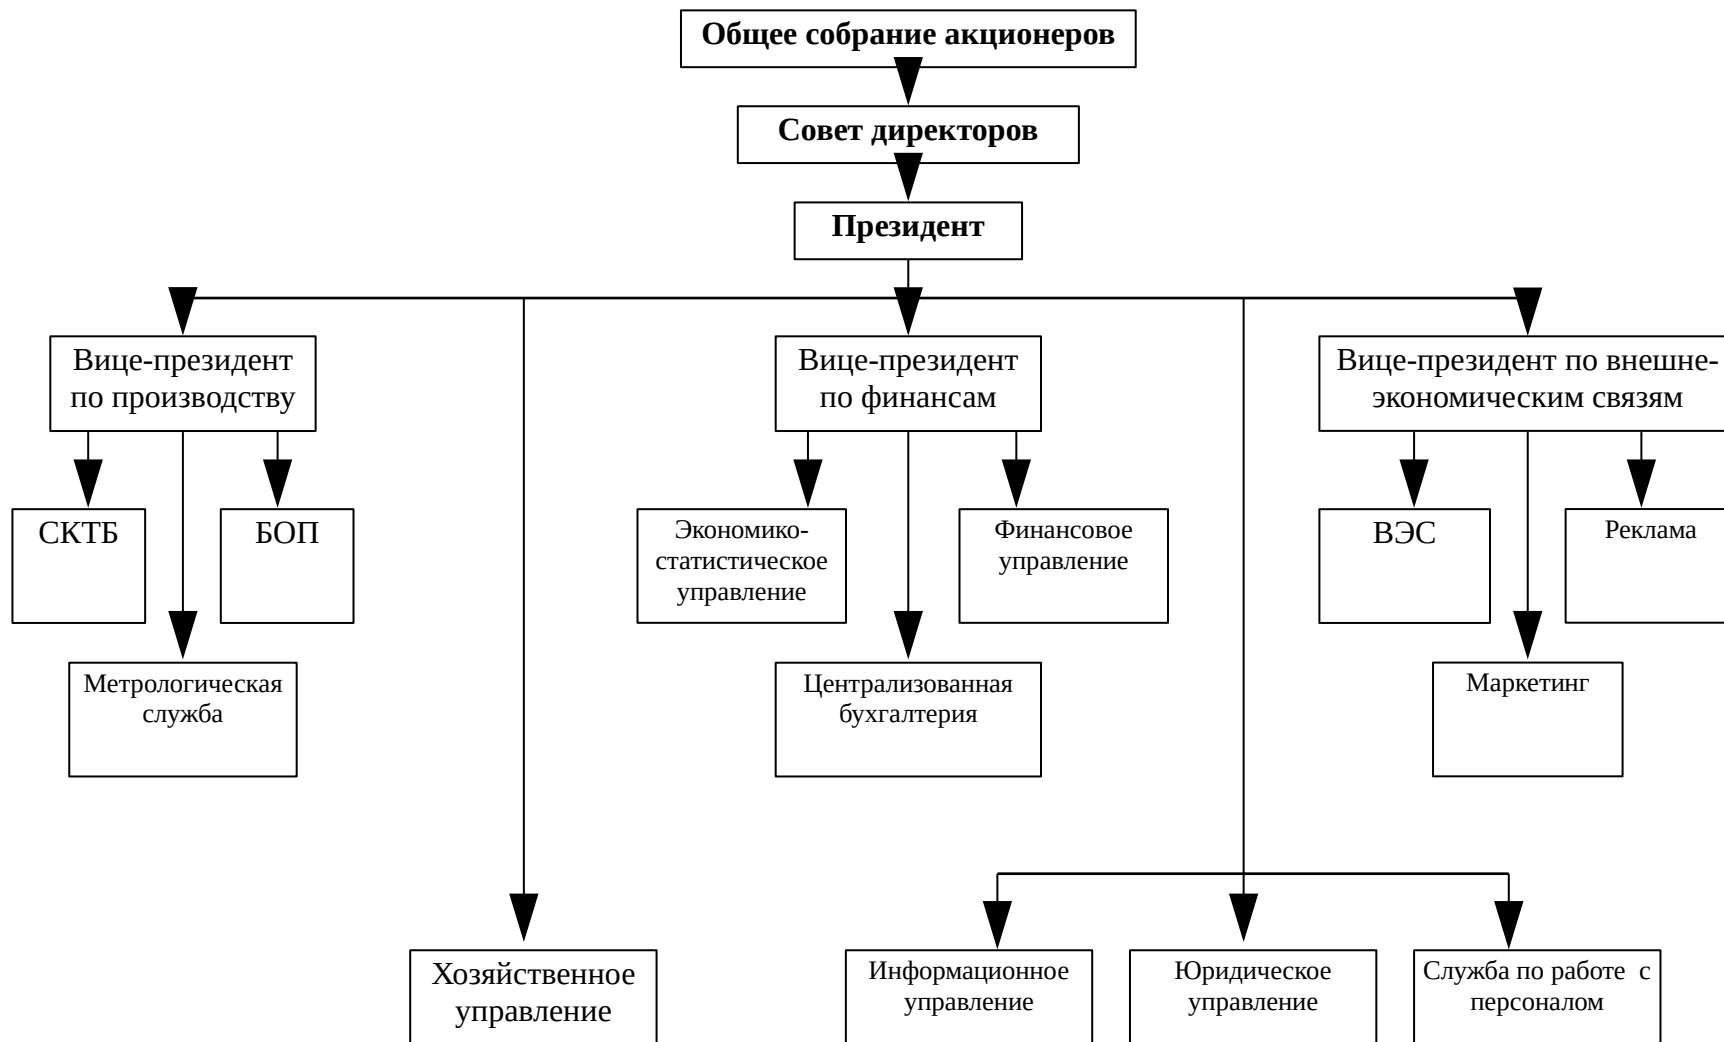 Общее собрание акционеров
Совет директоров
Президент
Вице-президент
по производству
Вице-президент
по финансам
Вице-президент по внешне-
экономическим связям
СКТБ
БОП
Экономико-
статистическое
управление
Финансовое
управление
ВЭС
Реклама
Метрологическая
служба
Централизованная
бухгалтерия
Маркетинг
Хозяйственное
управление
Информационное
управление
Юридическое
управление
Служба по работе с
персоналом